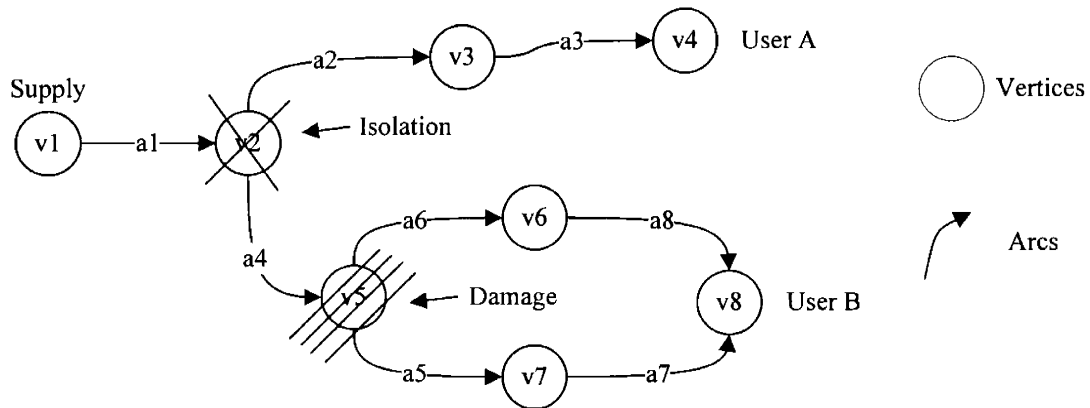 a2
v3
a3
v4
User A
Supply
Vertices
v1
a1
v2
Isolation
a6
v6
a8
a4
Arcs
v5
Damage
v8
User B
a5
v7
a7